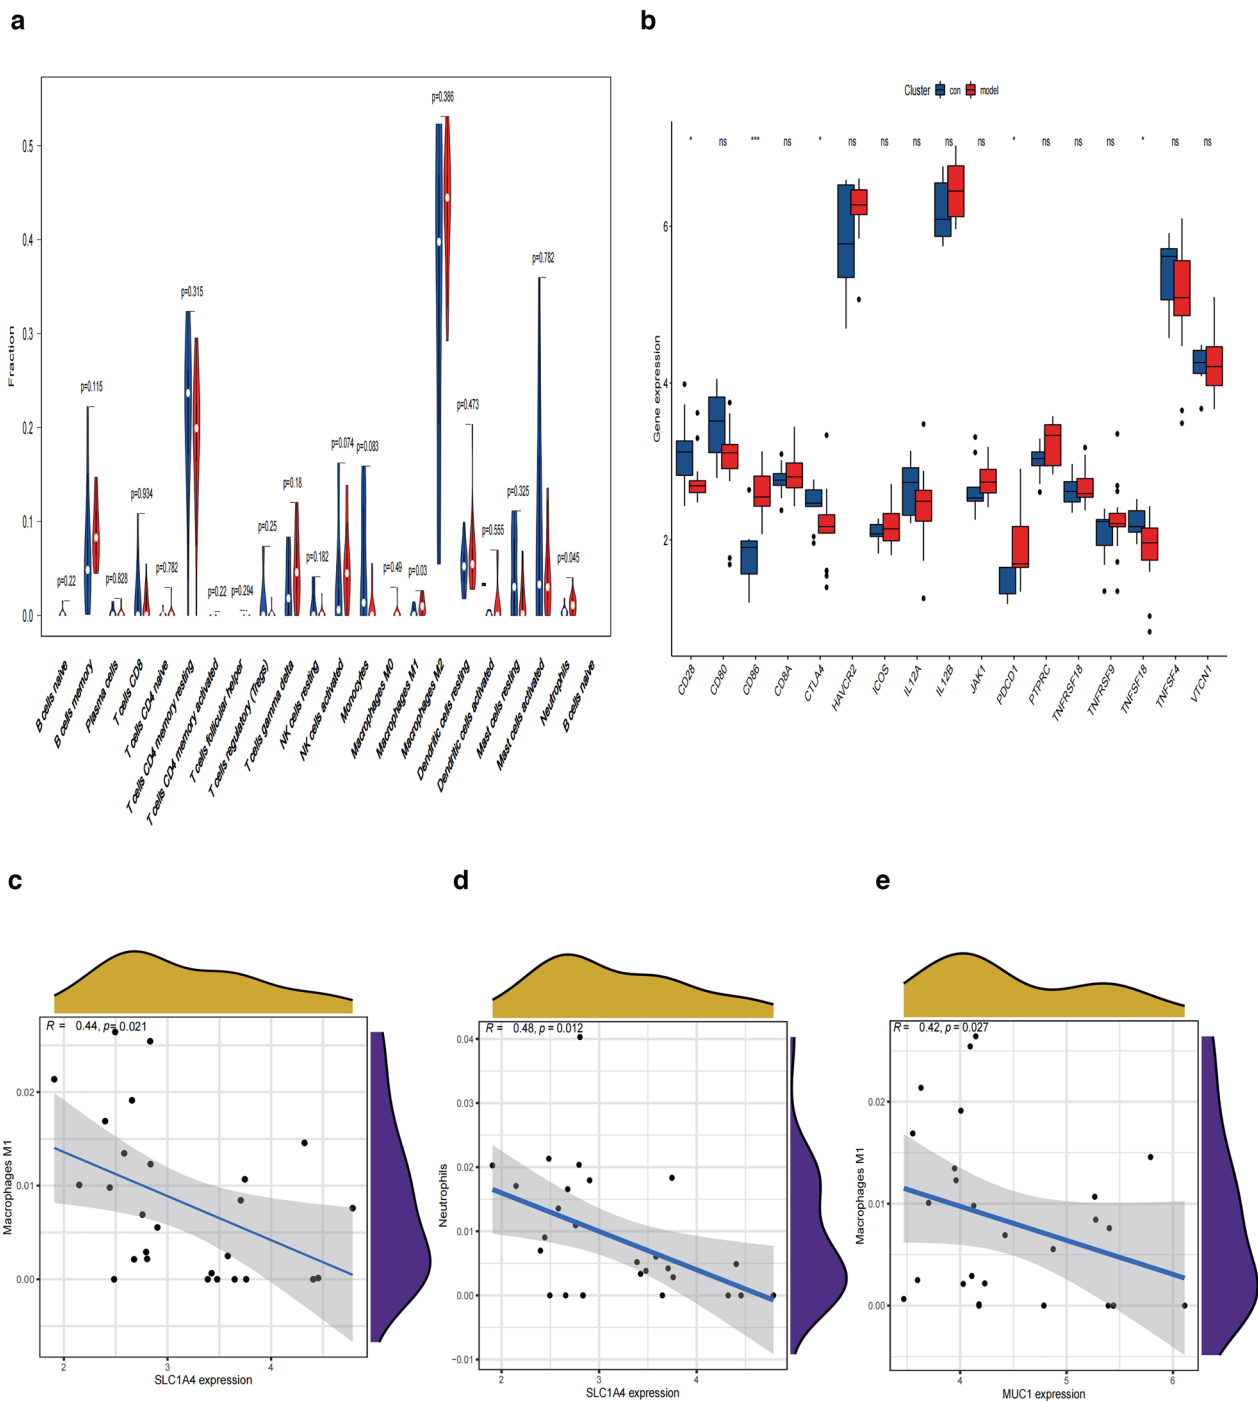 a
p=0.386
p=0.782
p=0.315
p=0.115
p=0.473
p=0.074
p=0.083
p=0.18
p=0.325
p=0.934
p=0.25
p=0.555
p=0.182
p=0.045
p=0.22
p=0.828
p=0.782
p=0.22
p=0.294
p=0.49
p=0.03
Fraction
0.5
0.4
0.3
0.2
0.1
0.0
B cells naive
B cells memory
Plasma cells
T cells CD8
T cells CD4 naive
T cells CD4 memory resting
T cells CD4 memory activated
T cells follicular helper
T cells regulatory (Tregs)
T cells gamma delta
NK cells resting
NK cells activated
Monocytes
Macrophages M0
Macrophages M1
Macrophages M2
Dendritic cells resting
Dendritic cells activated
Mast cells resting
Mast cells activated
Neutrophils
B cells naive
b
Cluster con model
* ns *** ns * ns ns ns ns ns * ns ns ns * ns ns
Gene expression
6
4
2
CD28
CD80
CD86
CD8A
CTLA4
HAVCR2
ICOS
IL12A
IL12B
JAK1
PDCD1
PTPRC
TNFRSF18
TNFRSF9
TNFSF18
TNFSF4
VTCN1
c
R = 0.44, p= 0.021
Macrophages M1
0.02
0.01
0.00
2 3 4
SLC1A4 expression
d
R = 0.48, p = 0.012
Neutrophils
0.04
0.03
0.02
0.01
0.00
−0.01
2 3 4
SLC1A4 expression
e
R = 0.42, p = 0.027
Macrophages M1
0.02
0.01
0.00
4 5 6
MUC1 expression